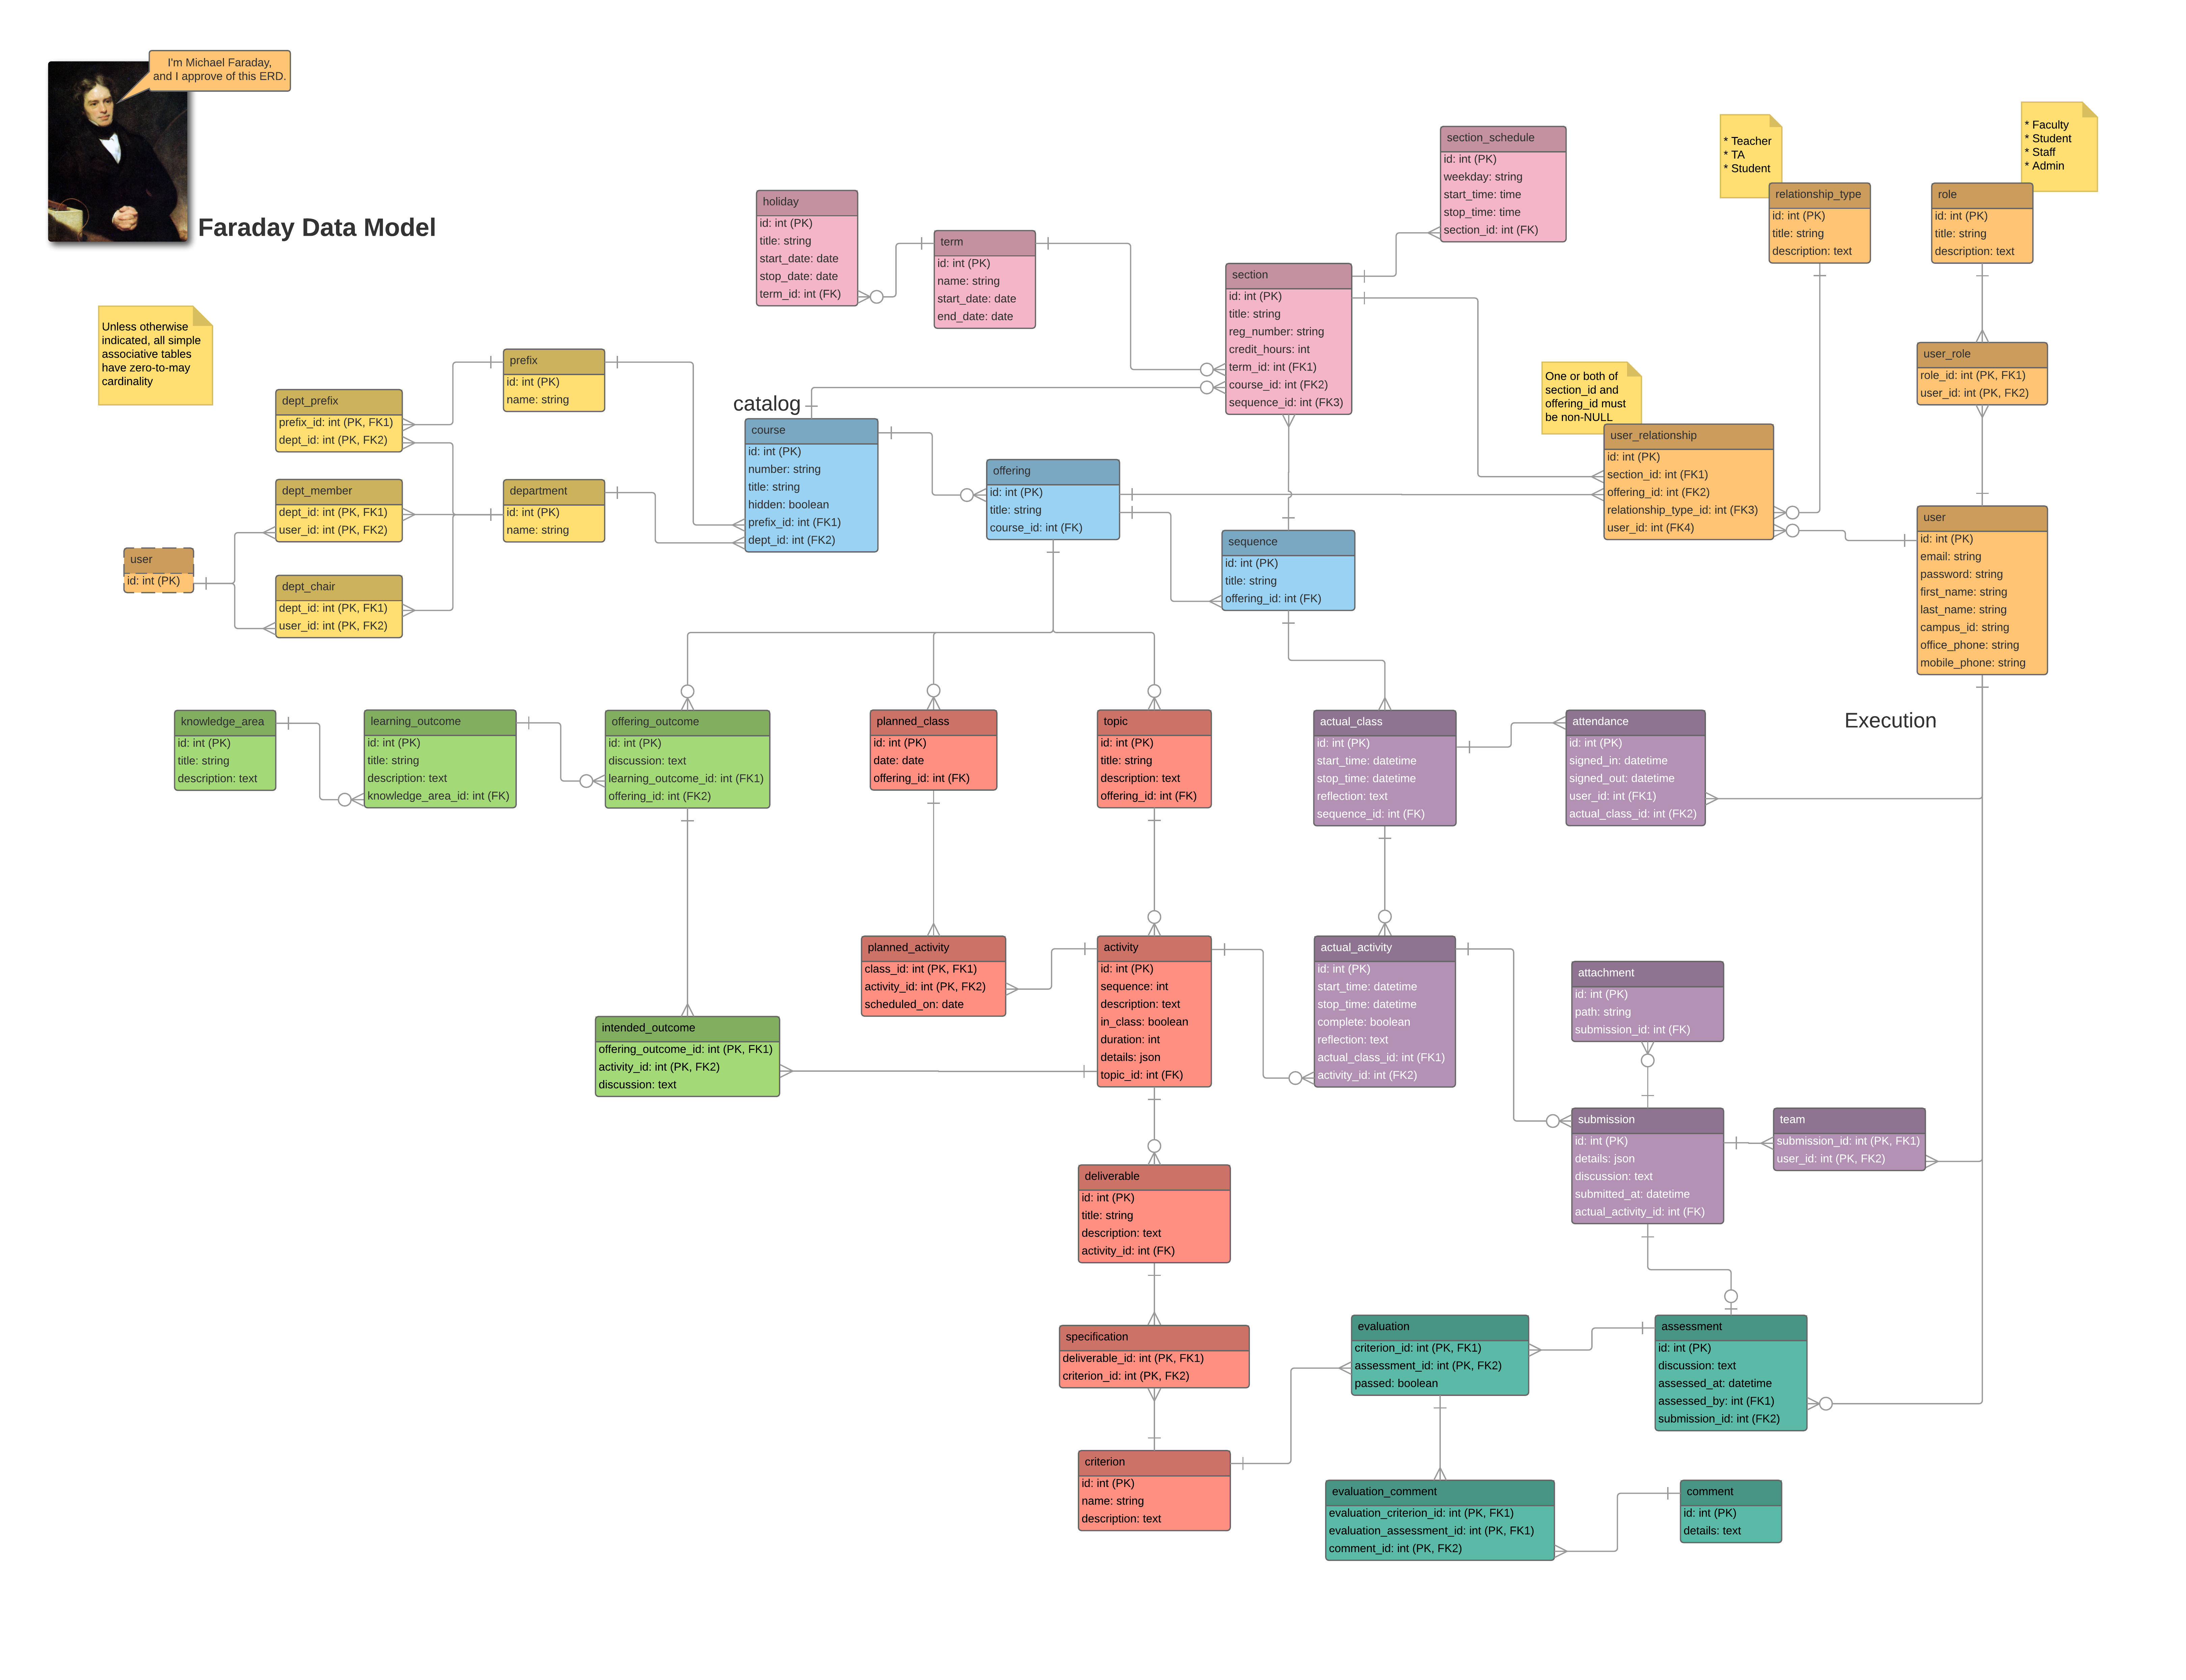 I'm Michael Faraday,
and I approve of this ERD.
Faraday Data Model
Unless otherwise
indicated, all simple
associative tables
have zero-to-may
cardinality
holiday
id: int (PK)
title: string
start_date: date
stop_date: date
term_id: int (FK)
term
id: int (PK)
name: string
start_date: date
end_date: date
section_schedule
id: int (PK)
weekday: string
start_time: time
stop_time: time
section_id: int (FK)
section
id: int (PK)
title: string
reg_number: string
credit_hours: int
term_id: int (FK1)
course_id: int (FK2)
sequence_id: int (FK3)
* Teacher
* TA
* Student
relationship_type
id: int (PK)
title: string
description: text
* Faculty
* Student
* Staff
* Admin
role
id: int (PK)
title: string
description: text
user_role
role_id: int (PK, FK1)
user_id: int (PK, FK2)
One or both of
section_id and
offering_id must
be non-NULL
user_relationship
id: int (PK)
section_id: int (FK1)
offering_id: int (FK2)
relationship_type_id: int (FK3)
user_id: int (FK4)
user
id: int (PK)
email: string
password: string
first_name: string
last_name: string
campus_id: string
office_phone: string
mobile_phone: string
prefix
id: int (PK)
name: string
dept_prefix
prefix_id: int (PK, FK1)
dept_id: int (PK, FK2)
dept_member
dept_id: int (PK, FK1)
user_id: int (PK, FK2)
department
id: int (PK)
name: string
user
id: int (PK)
dept_chair
dept_id: int (PK, FK1)
user_id: int (PK, FK2)
catalog
course
id: int (PK)
number: string
title: string
hidden: boolean
prefix_id: int (FK1)
dept_id: int (FK2)
offering
id: int (PK)
title: string
course_id: int (FK)
sequence
id: int (PK)
title: string
offering_id: int (FK)
knowledge_area
id: int (PK)
title: string
description: text
learning_outcome
id: int (PK)
title: string
description: text
knowledge_area_id: int (FK)
offering_outcome
id: int (PK)
discussion: text
learning_outcome_id: int (FK1)
offering_id: int (FK2)
planned_class
id: int (PK)
date: date
offering_id: int (FK)
topic
id: int (PK)
title: string
description: text
offering_id: int (FK)
actual_class
id: int (PK)
start_time: datetime
stop_time: datetime
reflection: text
sequence_id: int (FK)
attendance
id: int (PK)
signed_in: datetime
signed_out: datetime
user_id: int (FK1)
actual_class_id: int (FK2)
Execution
planned_activity
class_id: int (PK, FK1)
activity_id: int (PK, FK2)
scheduled_on: date
activity
id: int (PK)
sequence: int
description: text
in_class: boolean
duration: int
details: json
topic_id: int (FK)
actual_activity
id: int (PK)
start_time: datetime
stop_time: datetime
complete: boolean
reflection: text
actual_class_id: int (FK1)
activity_id: int (FK2)
attachment
id: int (PK)
path: string
submission_id: int (FK)
intended_outcome
offering_outcome_id: int (PK, FK1)
activity_id: int (PK, FK2)
discussion: text
submission
id: int (PK)
details: json
discussion: text
submitted_at: datetime
actual_activity_id: int (FK)
team
submission_id: int (PK, FK1)
user_id: int (PK, FK2)
deliverable
id: int (PK)
title: string
description: text
activity_id: int (FK)
specification
deliverable_id: int (PK, FK1)
criterion_id: int (PK, FK2)
evaluation
criterion_id: int (PK, FK1)
assessment_id: int (PK, FK2)
passed: boolean
assessment
id: int (PK)
discussion: text
assessed_at: datetime
assessed_by: int (FK1)
submission_id: int (FK2)
criterion
id: int (PK)
name: string
description: text
evaluation_comment
evaluation_criterion_id: int (PK, FK1)
evaluation_assessment_id: int (PK, FK1)
comment_id: int (PK, FK2)
comment
id: int (PK)
details: text